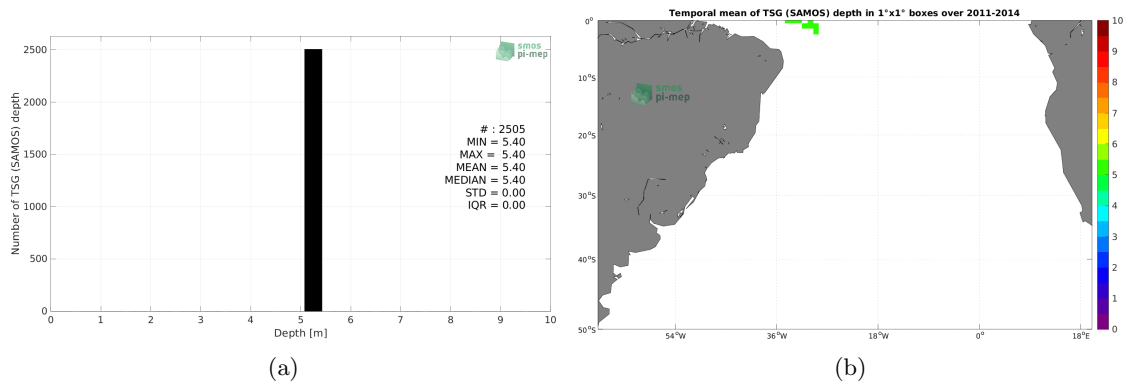 smos
pi-mep
2500
2000
1500
1000
500
0
Number of TSG (SAMOS) depth
# : 2505
MIN = 5.40
MAX = 5.40
MEAN = 5.40
MEDIAN = 5.40
STD = 0.00
IQR = 0.00
0 1 2 3 4 5 6 7 8 9 10
Depth [m]
(a)
Temporal mean of TSG (SAMOS) depth in 1°x1° boxes over 2011-2014
0°
10°S
20°S
30°S
40°S
50°S
smos
pi-mep
54°W 36°W 18°W 0° 18°E
10
9
8
7
6
5
4
3
2
1
0
(b)